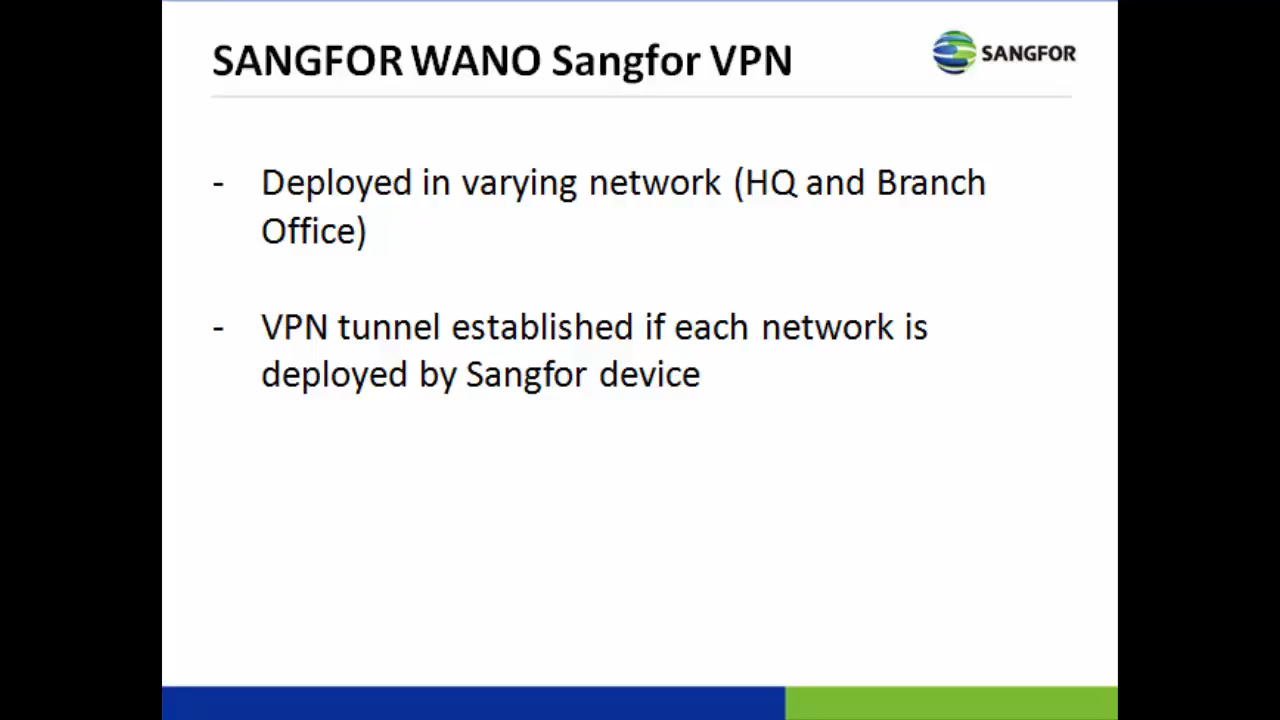 SANGFOR WANO Sangfor VPN
SANGFOR
- Deployed in varying network (HQ and Branch
Office)
- VPN tunnel established if each network is
deployed by Sangfor device